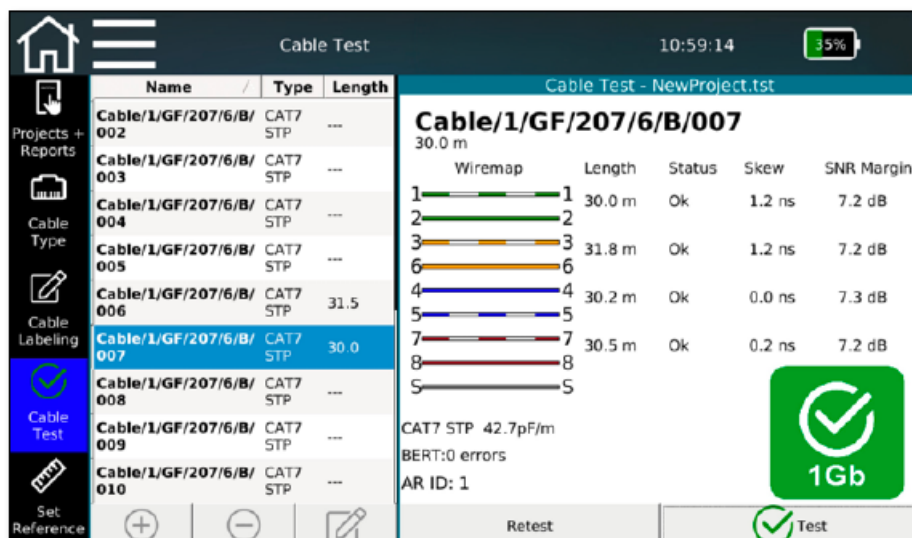 Cable Test
10:59:14
35%
Projects +
Reports
Cable
Type
Cable
Labeling
Cable
Test
Set
Reference
Name / Type Length
Cable/1/GF/207/6/B/ CAT7
002 STP ---
Cable/1/GF/207/6/B/ CAT7
003 STP ---
Cable/1/GF/207/6/B/ CAT7
004 STP ---
Cable/1/GF/207/6/B/ CAT7
005 STP ---
Cable/1/GF/207/6/B/ CAT7
006 STP 31.5
Cable/1/GF/207/6/B/ CAT7
007 STP 30.0
Cable/1/GF/207/6/B/ CAT7
008 STP ---
Cable/1/GF/207/6/B/ CAT7
009 STP ---
Cable/1/GF/207/6/B/ CAT7
010 STP ---
Cable Test - NewProject.tst
Cable/1/GF/207/6/B/007
30.0 m
Wiremap Length Status Skew SNR Margin
1 1 30.0 m Ok 1.2 ns 7.2 dB
2 2
3 3 31.8 m Ok 1.2 ns 7.2 dB
6 6
4 4 30.2 m Ok 0.0 ns 7.3 dB
5 5
7 7 30.5 m Ok 0.2 ns 7.2 dB
8 8
S S
CAT7 STP 42.7pF/m
BERT:0 errors
AR ID: 1
1Gb
Retest
Test